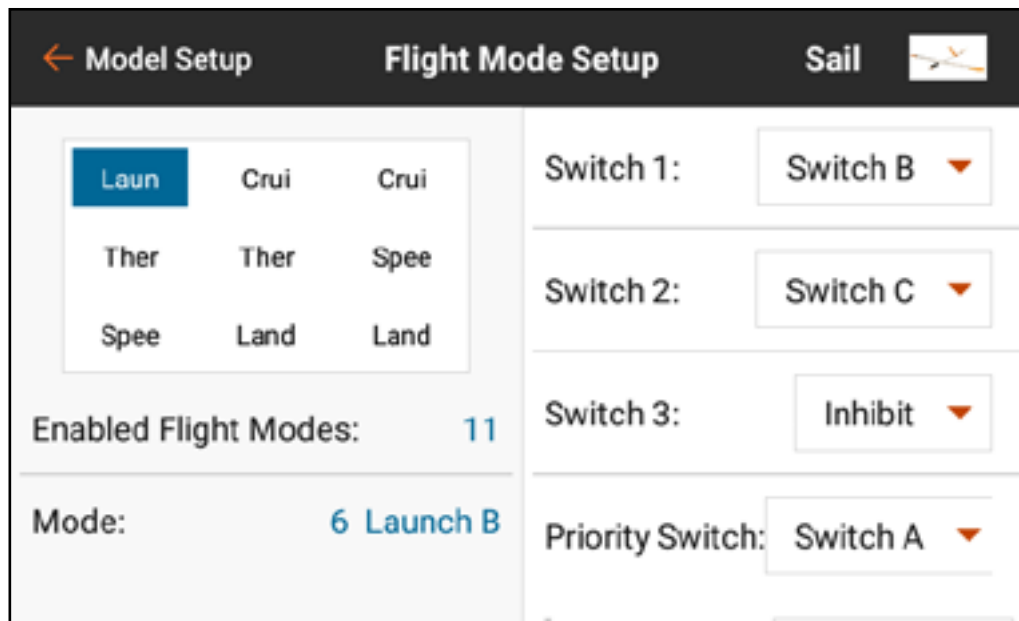 Model Setup Flight Mode Setup Sail
Laun Crui Crui
Ther Ther Spee
Spee Land Land
Enabled Flight Modes: 11
Mode: 6 Launch B
Switch 1: Switch B
Switch 2: Switch C
Switch 3: Inhibit
Priority Switch: Switch A